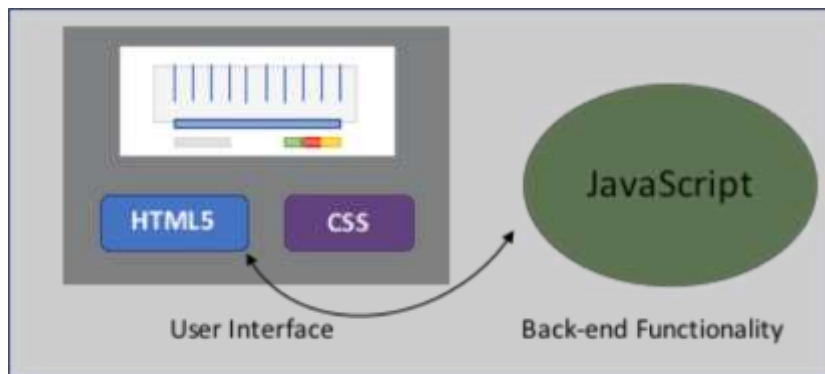 HTML5
CSS
JavaScript
User Interface
Back-end Functionality